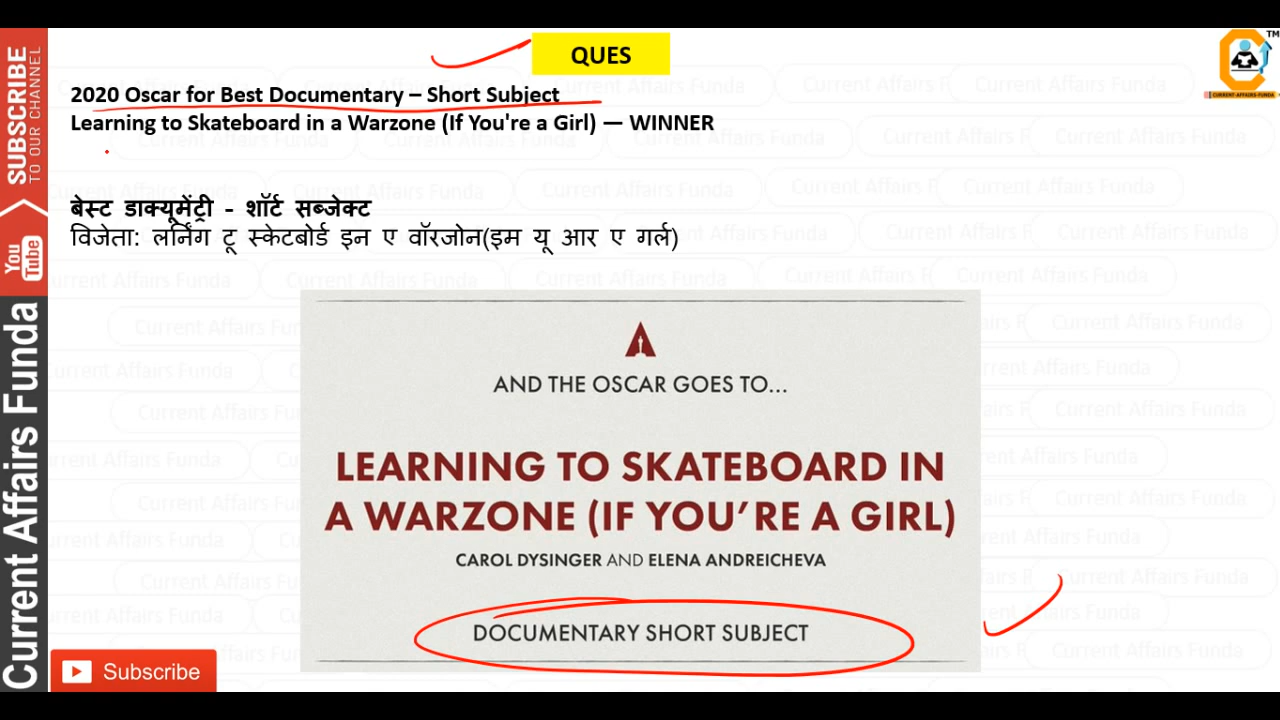 QUES
TM
CURRENT-AFFAIRS-FUNDA
2020 Oscar for Best Documentary – Short Subject
Learning to Skateboard in a Warzone (If You're a Girl) — WINNER
बेस्ट डाक्यूमेंट्री - शॉर्ट सब्जेक्ट
विजेता: लर्निंग टू स्केटबोर्ड इन ए वॉरजोन(इम यू आर ए गर्ल)
AND THE OSCAR GOES TO...
LEARNING TO SKATEBOARD IN
A WARZONE (IF YOU'RE A GIRL)
CAROL DYSINGER AND ELENA ANDREICHEVA
DOCUMENTARY SHORT SUBJECT
SUBSCRIBE
TO OUR CHANNEL
You Tube
Current Affairs Funda
Subscribe